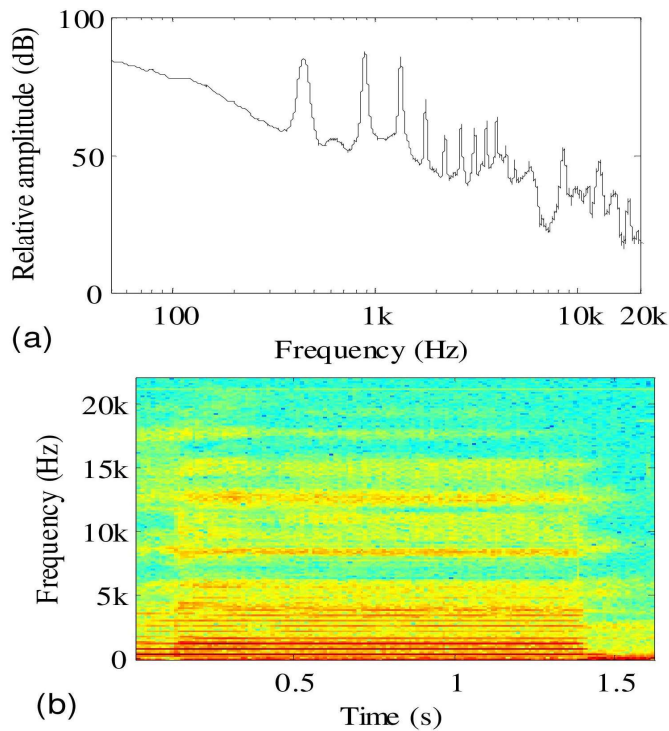 100
50
0
Relative amplitude (dB)
100 1k 10k 20k
Frequency (Hz)
(a)
20k
15k
10k
5k
0
Frequency (Hz)
0.5 1 1.5
Time (s)
(b)